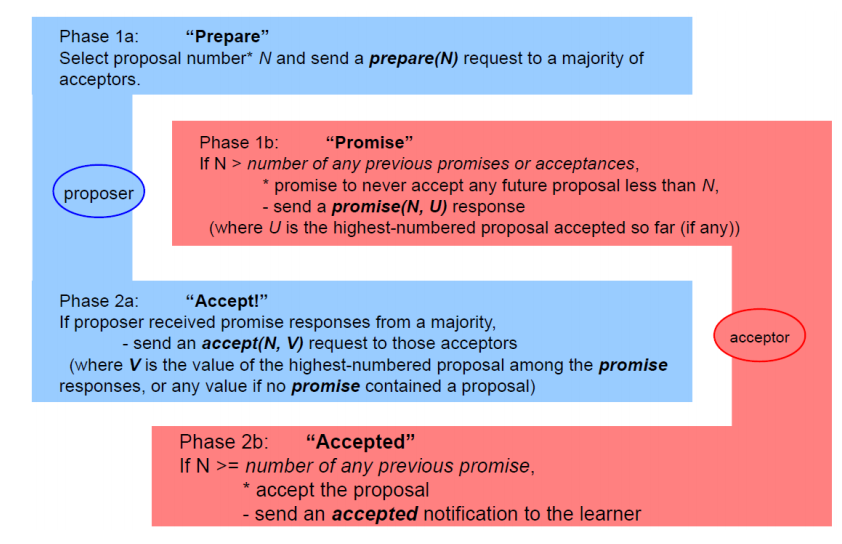 Phase 1a: “Prepare”
Select proposal number* N and send a prepare(N) request to a majority of
acceptors.
Phase 1b: “Promise”
If N > number of any previous promises or acceptances,
* promise to never accept any future proposal less than N,
- send a promise(N, U) response
(where U is the highest-numbered proposal accepted so far (if any))
proposer
Phase 2a: “Accept!”
If proposer received promise responses from a majority,
- send an accept(N, V) request to those acceptors
(where V is the value of the highest-numbered proposal among the promise
responses, or any value if no promise contained a proposal)
acceptor
Phase 2b: “Accepted”
If N >= number of any previous promise,
* accept the proposal
- send an accepted notification to the learner